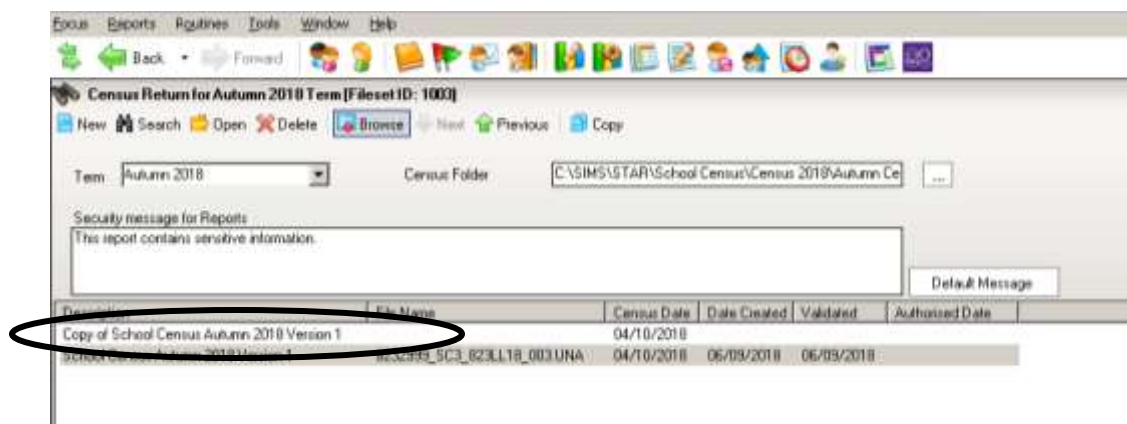 Focus Reports Routines Tools Window Help
Back Forward
Census Return for Autumn 2018 Term [Fileset ID: 1003]
New Search Open Delete Browse Next Previous Copy
Term Autumn 2018 Census Folder C:\SIMS\STAR\School Census\Census 2018\Autumn Ce ...
Security message for Reports
This report contains sensitive information.
Default Message
Description File Name Census Date Date Created Validated Authorised Date
Copy of School Census Autumn 2018 Version 1 04/10/2018
School Census Autumn 2018 Version 1 8232999_SC3_823LL18_003.UNA 04/10/2018 06/09/2018 06/09/2018